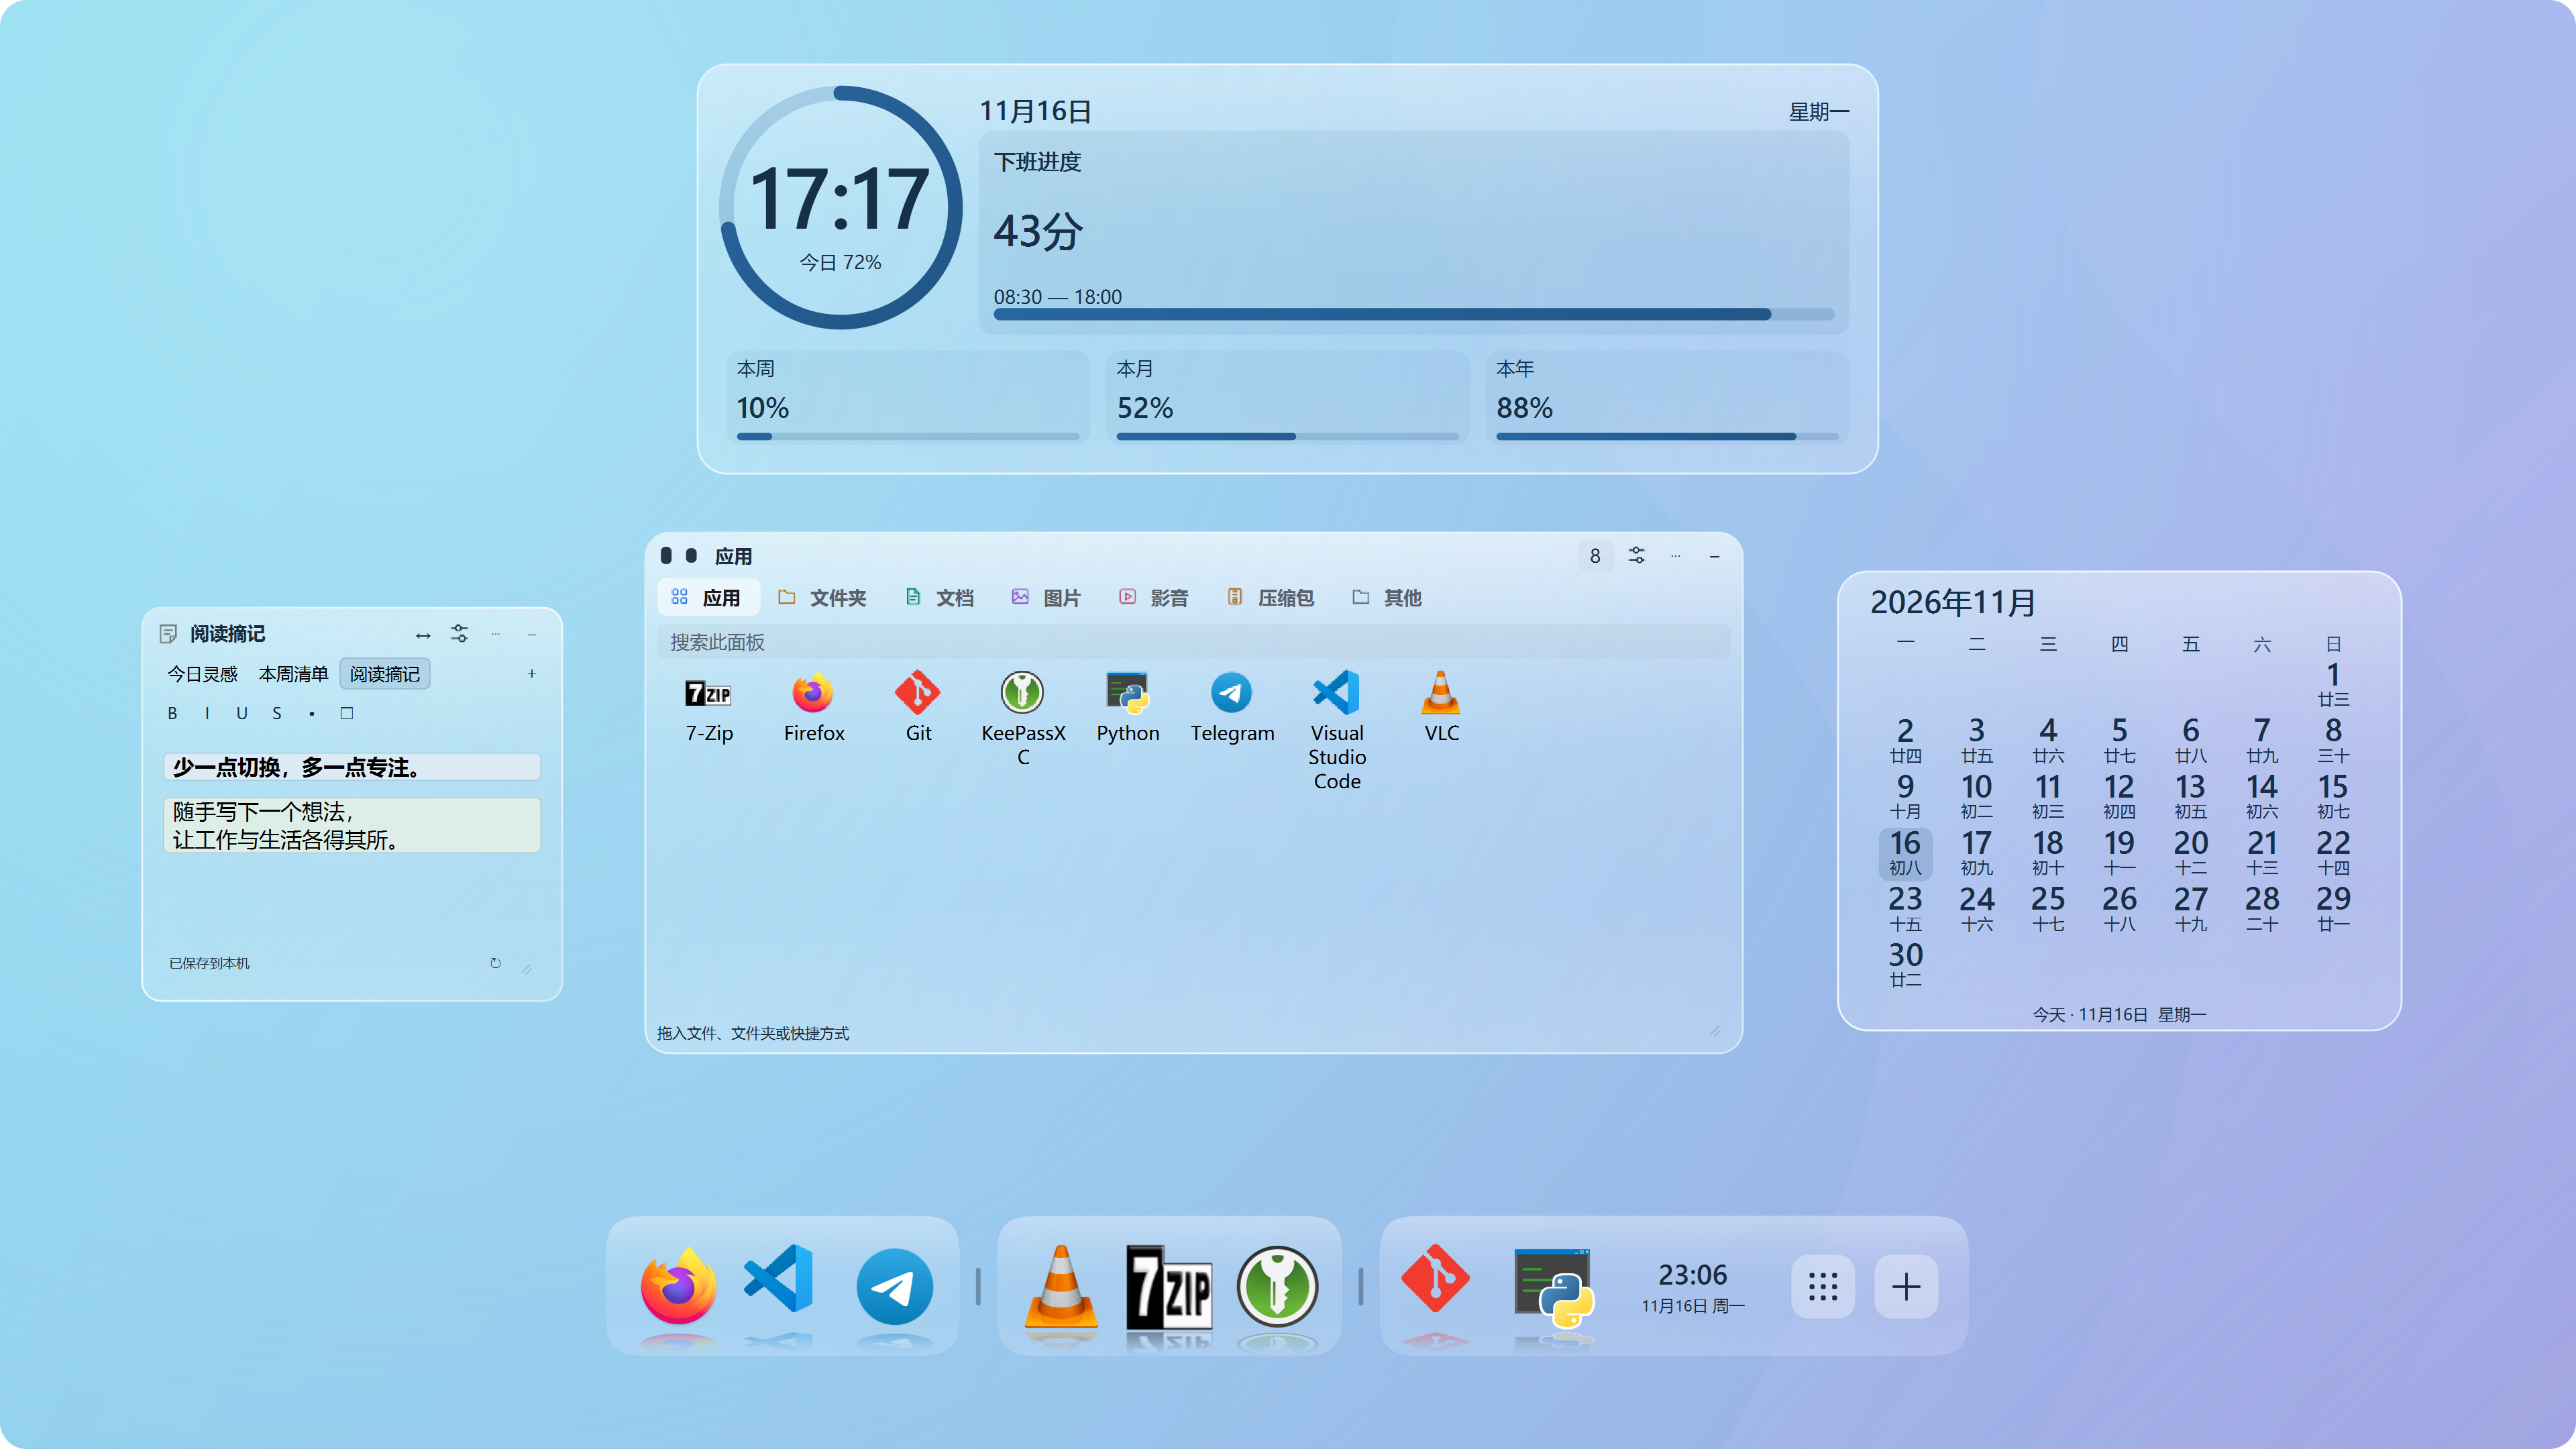 11月16日
星期一
17:17
今日 72%
下班进度
43分
08:30 — 18:00
本周
10%
本月
52%
本年
88%
阅读摘记
今日灵感 本周清单 阅读摘记 +
B I U S • □
少一点切换，多一点专注。
随手写下一个想法，
让工作与生活各得其所。
已保存到本机
应用
8
应用 文件夹 文档 图片 影音 压缩包 其他
搜索此面板
7-Zip
Firefox
Git
KeePassX
C
Python
Telegram
Visual
Studio
Code
VLC
拖入文件、文件夹或快捷方式
2026年11月
一 二 三 四 五 六 日
1
廿三
2 3 4 5 6 7 8
廿四 廿五 廿六 廿七 廿八 廿九 三十
9 10 11 12 13 14 15
十月 初二 初三 初四 初五 初六 初七
16 17 18 19 20 21 22
初八 初九 初十 十一 十二 十三 十四
23 24 25 26 27 28 29
十五 十六 十七 十八 十九 二十 廿一
30
廿二
今天 · 11月16日 星期一
7ZIP
23:06
11月16日 周一